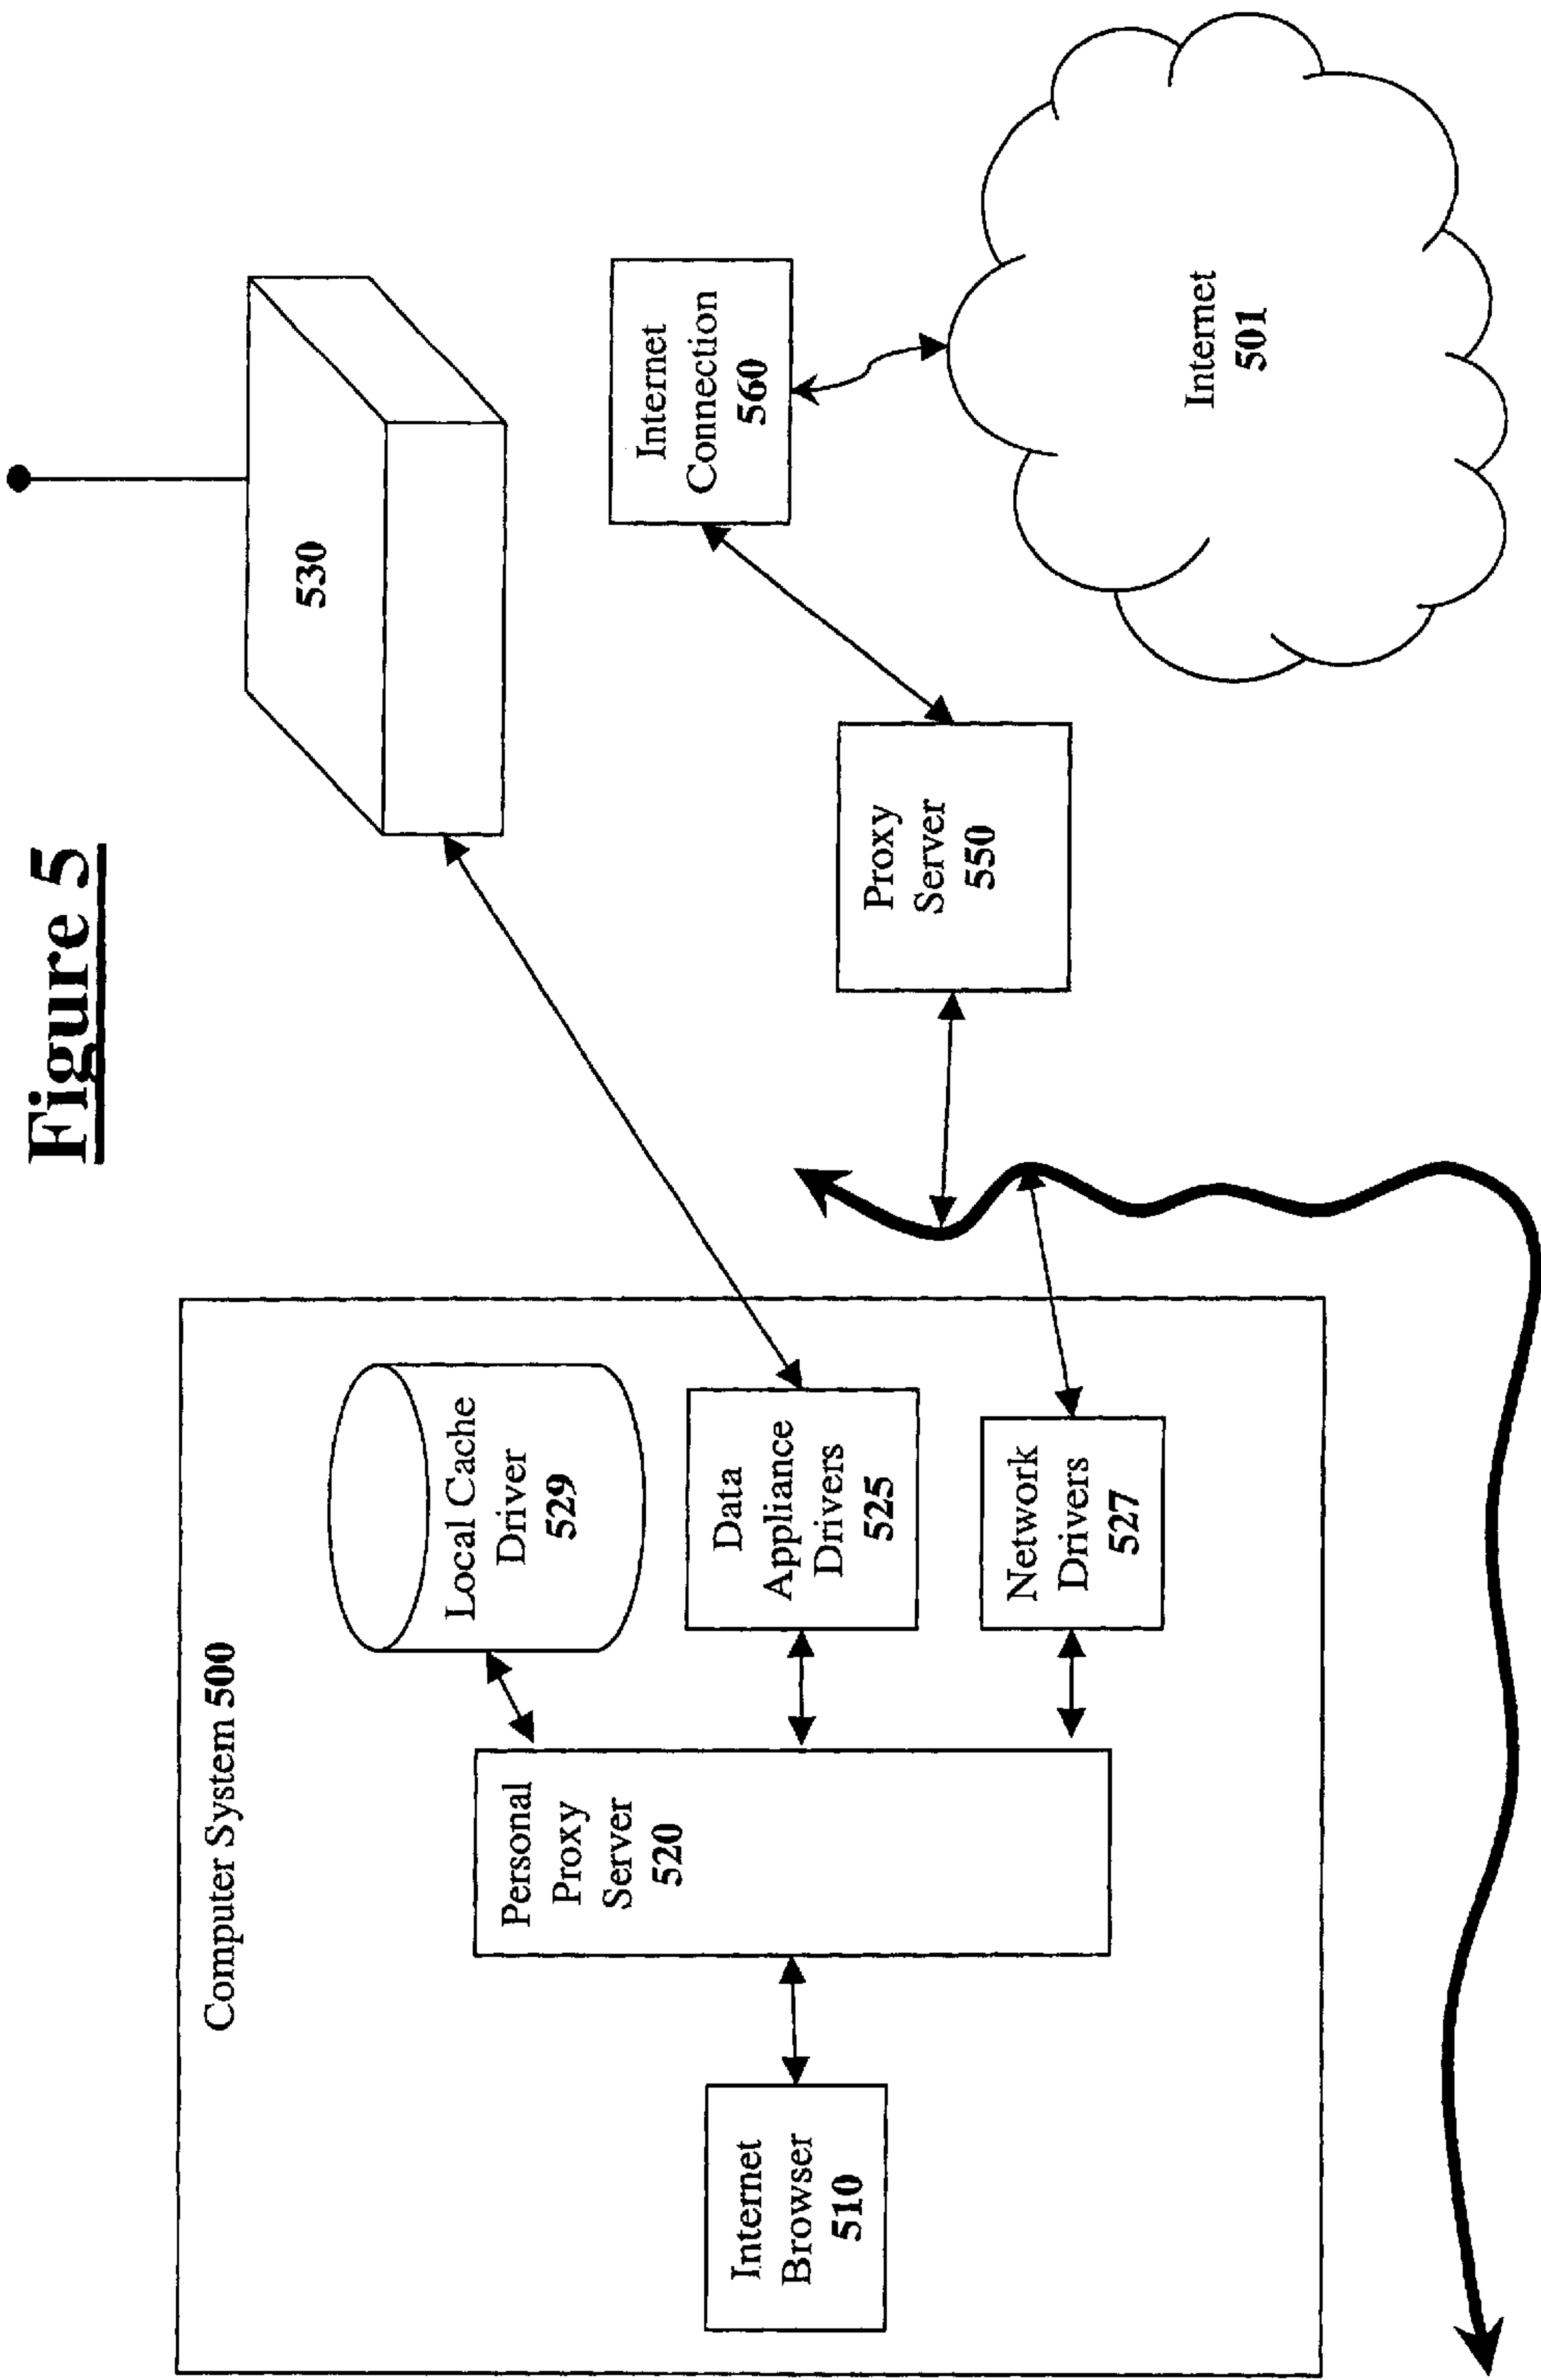 Figure 5
Computer System 500
Internet
Browser
510
Personal
Proxy
Server
520
Local Cache
Driver
529
Data
Appliance
Drivers
525
Network
Drivers
527
530
Proxy
Server
550
Internet
Connection
560
Internet
501